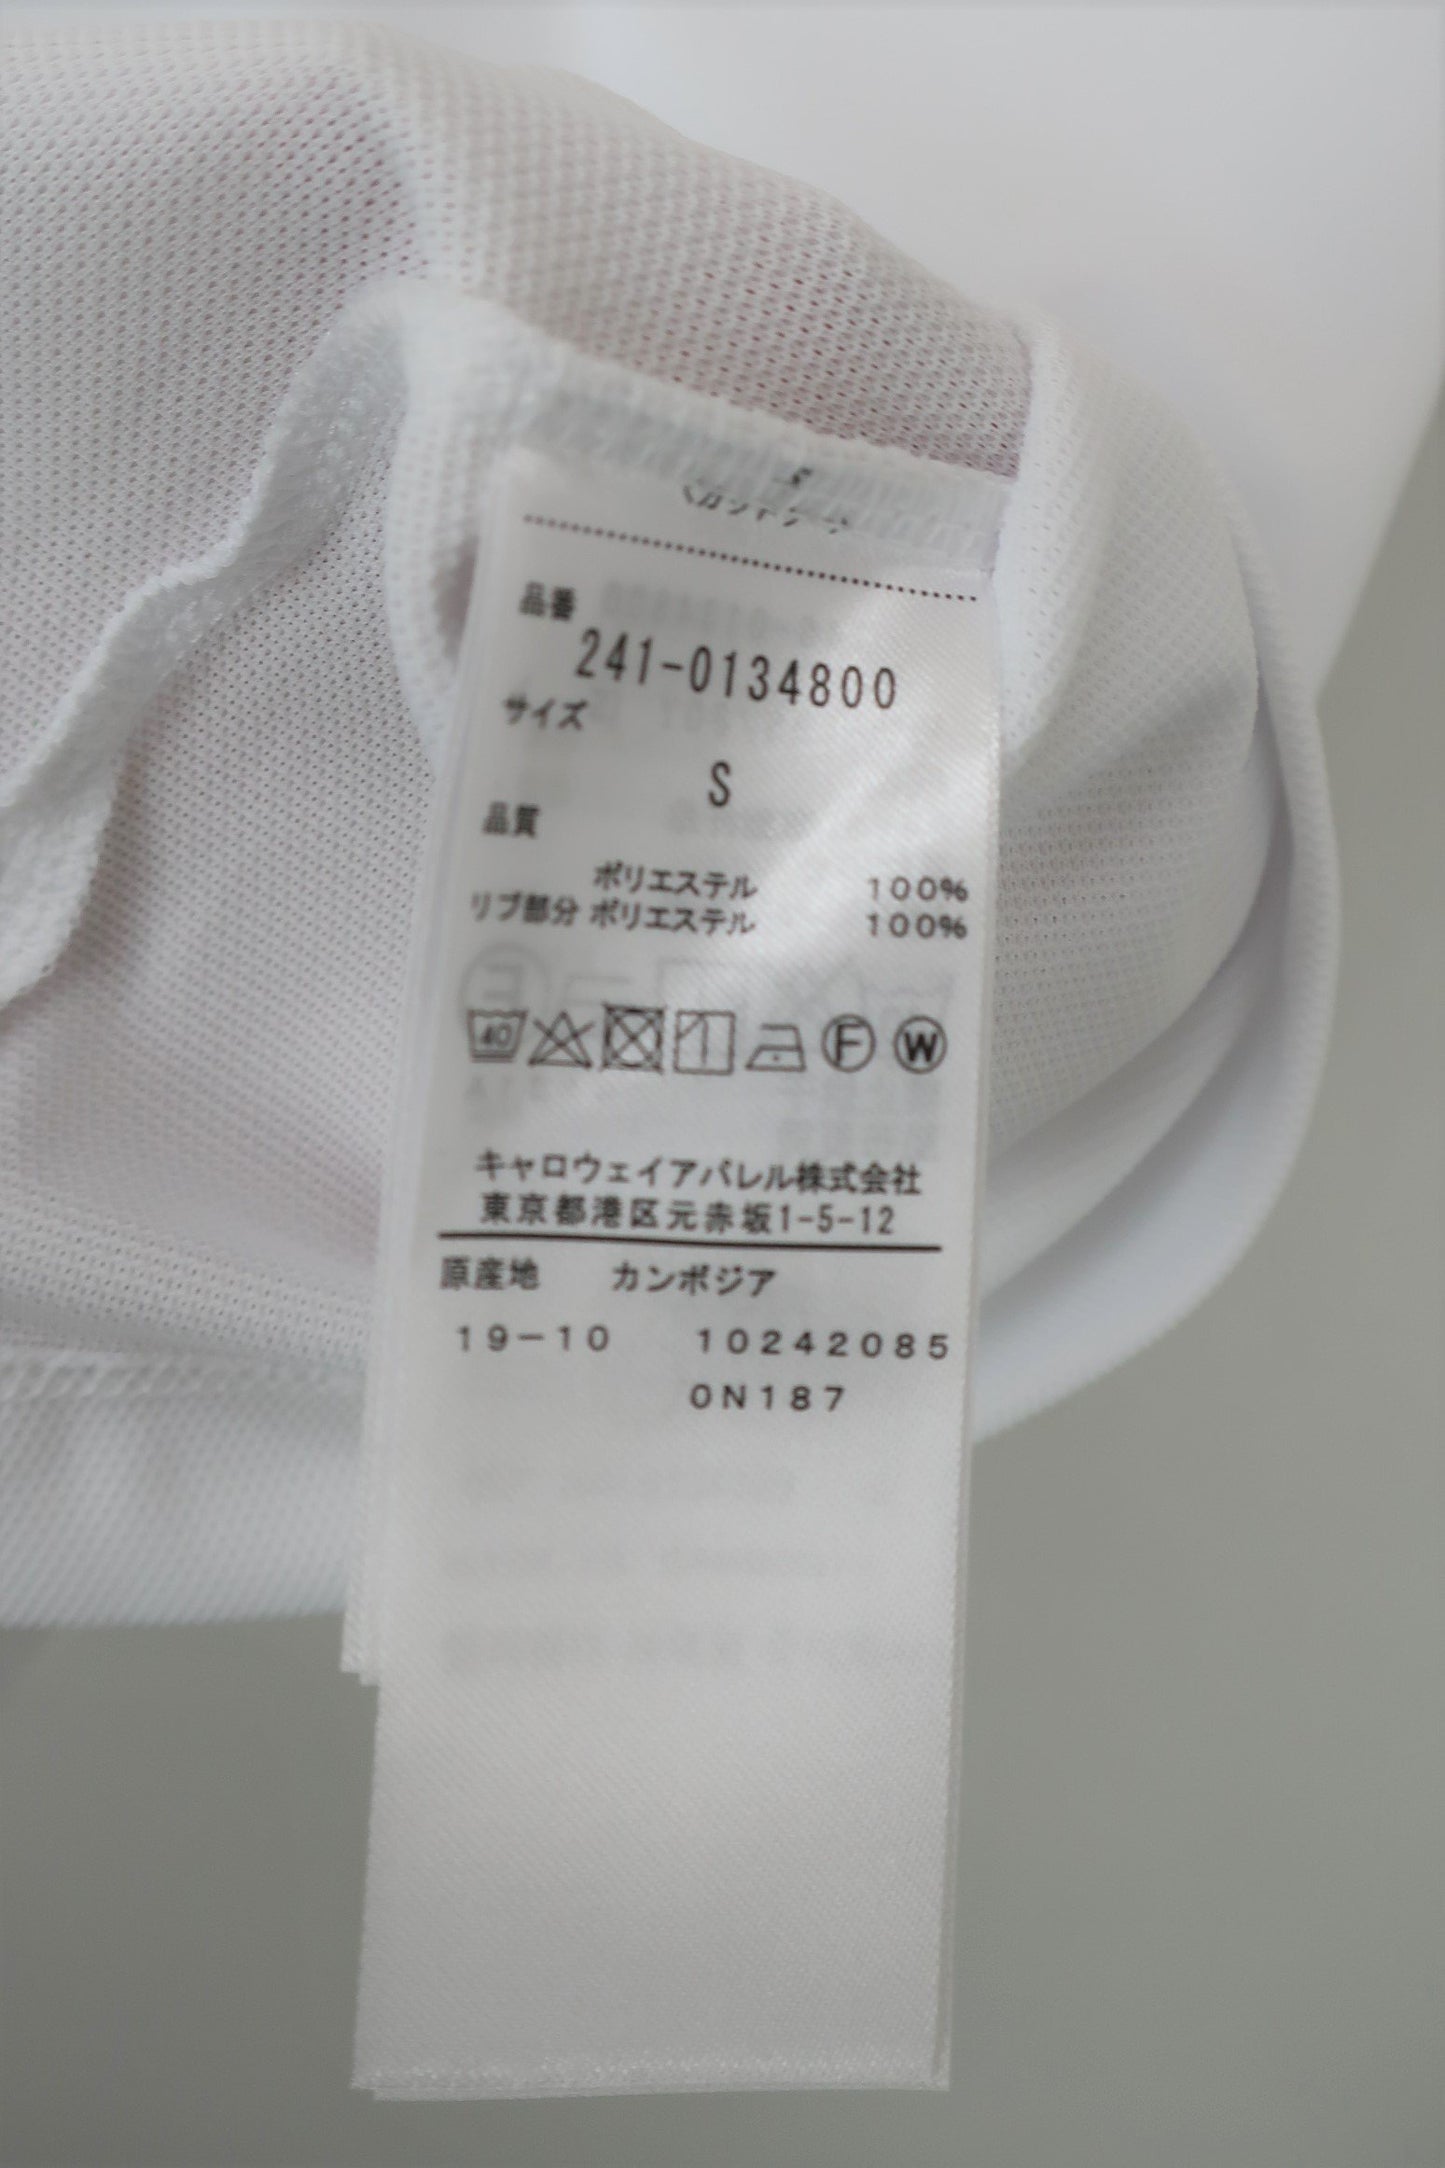 S
品番
241-0134800
サイズ
S
品質
ポリエステル 100%
リブ部分 ポリエステル 100%
40 F W
キャロウェイアパレル株式会社
東京都港区元赤坂1-5-12
原産地 カンボジア
19-10 10242085
0N187